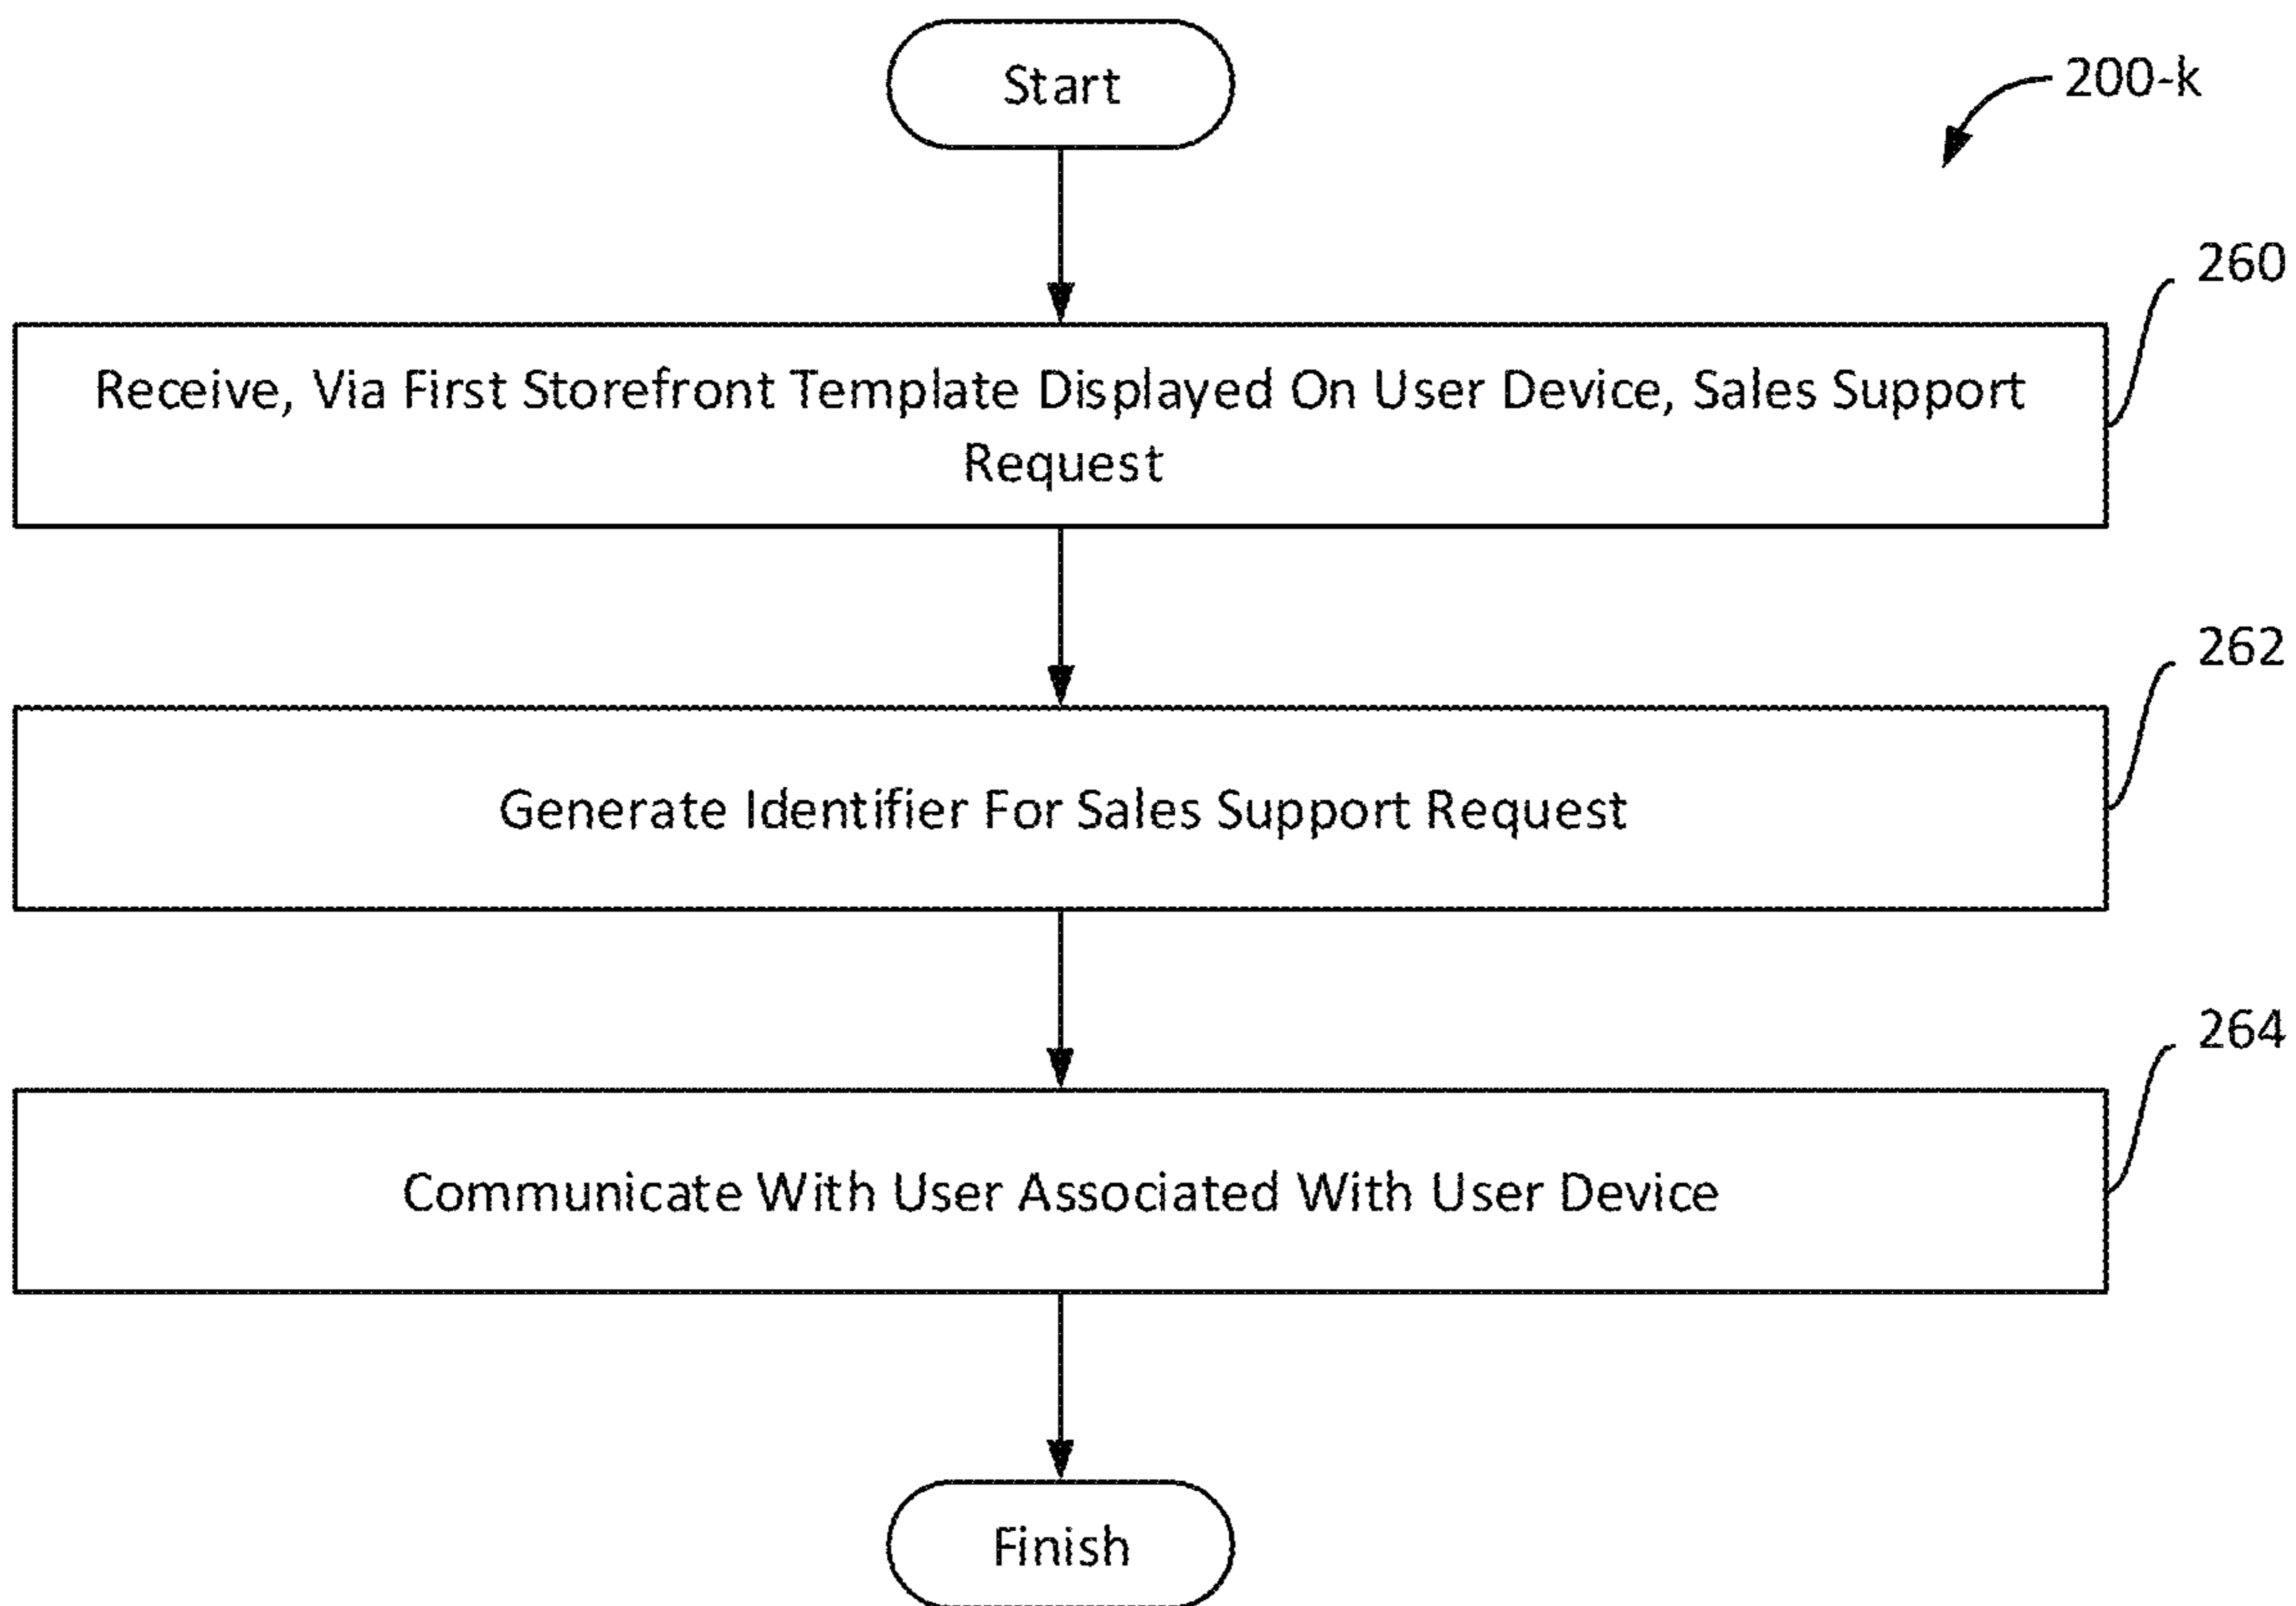 Start
200-k
260
Receive, Via First Storefront Template Displayed On User Device, Sales Support
Request
262
Generate Identifier For Sales Support Request
264
Communicate With User Associated With User Device
Finish